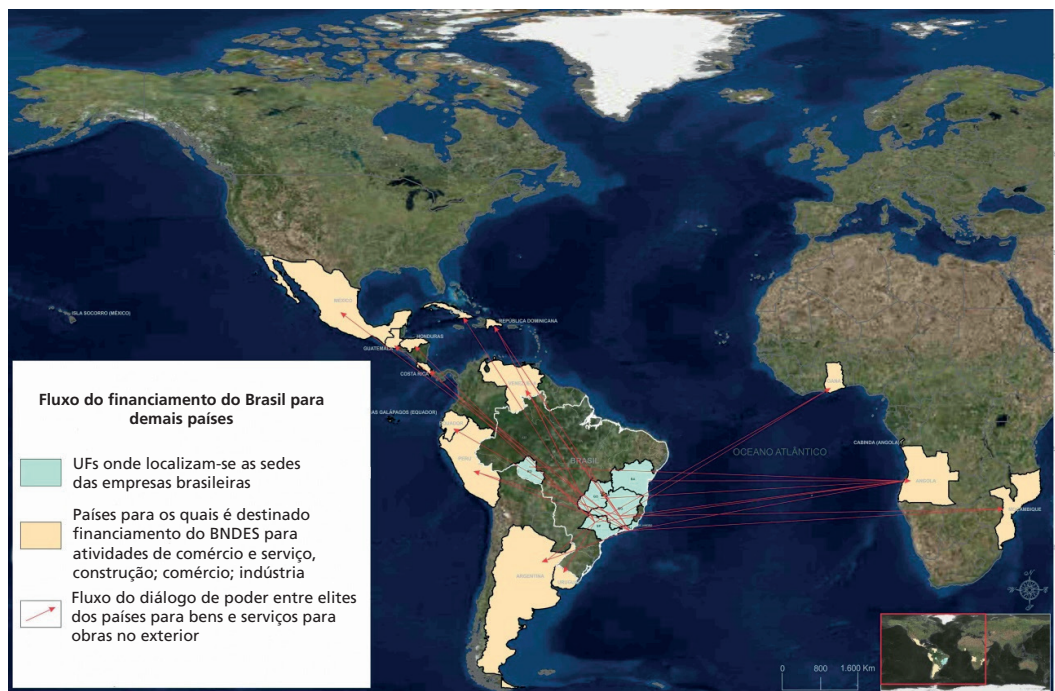 ISLA SOCORRO (MÉXICO)
MÉXICO
REPÚBLICA DOMINICANA
HONDURAS
GUATEMALA
COSTA RICA
AS GALÁPAGOS (EQUADOR)
PERU
BRASIL
OCEANO ATLÂNTICO
CABINDA (ANGOLA)
ANGOLA
ARGENTINA
Fluxo do financiamento do Brasil para
demais países
UFs onde localizam-se as sedes
das empresas brasileiras
Países para os quais é destinado
financiamento do BNDES para
atividades de comércio e serviço,
construção; comércio; indústria
Fluxo do diálogo de poder entre elites
dos países para bens e serviços para
obras no exterior
0 800 1.600 Km